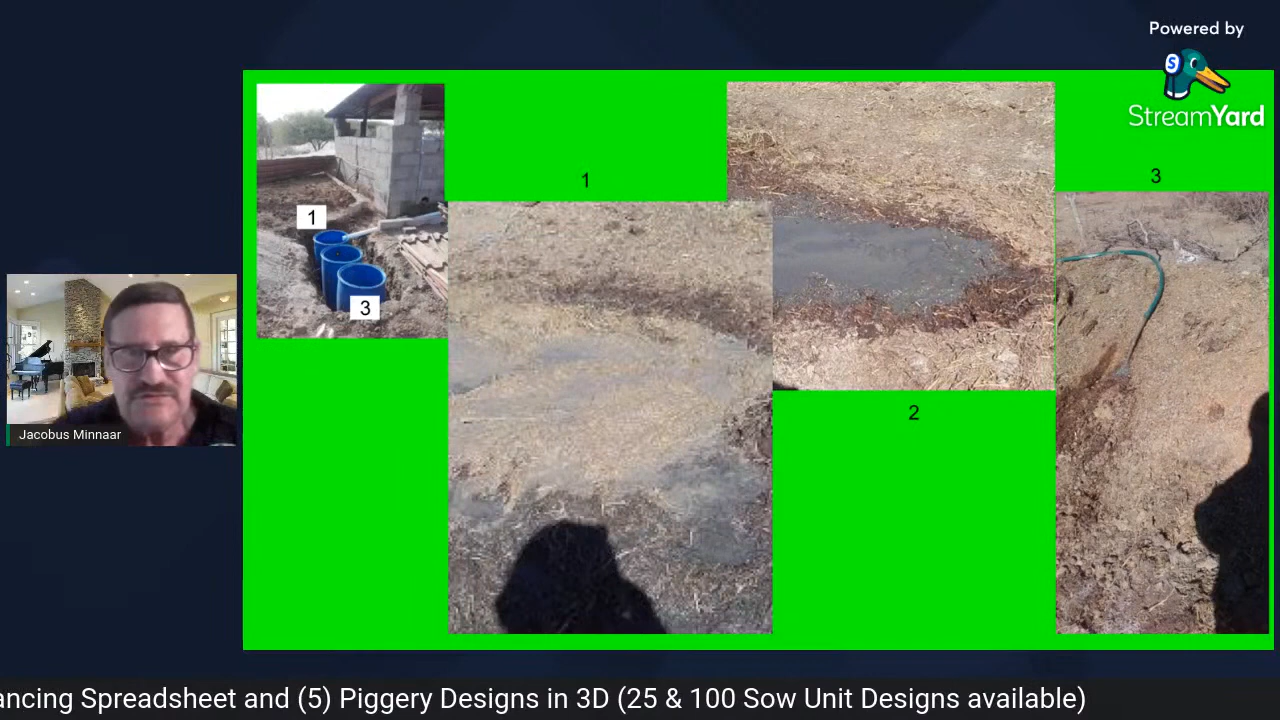 Powered by
StreamYard
1
3
1
2
3
Jacobus Minnaar
ancing Spreadsheet and (5) Piggery Designs in 3D (25 & 100 Sow Unit Designs available)